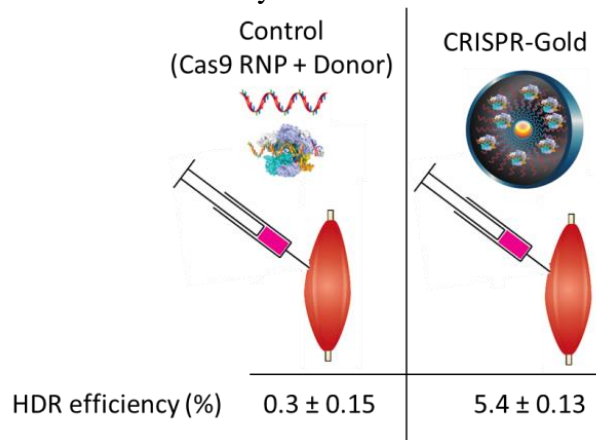 Control
(Cas9 RNP + Donor)
CRISPR-Gold
HDR efficiency (%) 0.3 ± 0.15 5.4 ± 0.13